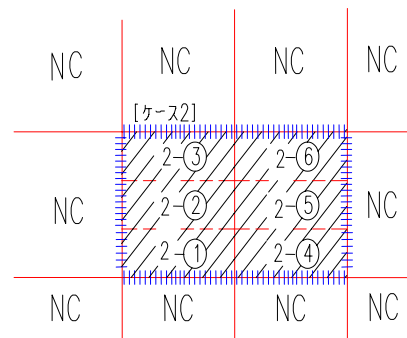 NC NC NC NC
[ケース2]
2-③ 2-⑥
NC 2-② 2-⑤ NC
2-① 2-④
NC NC NC NC